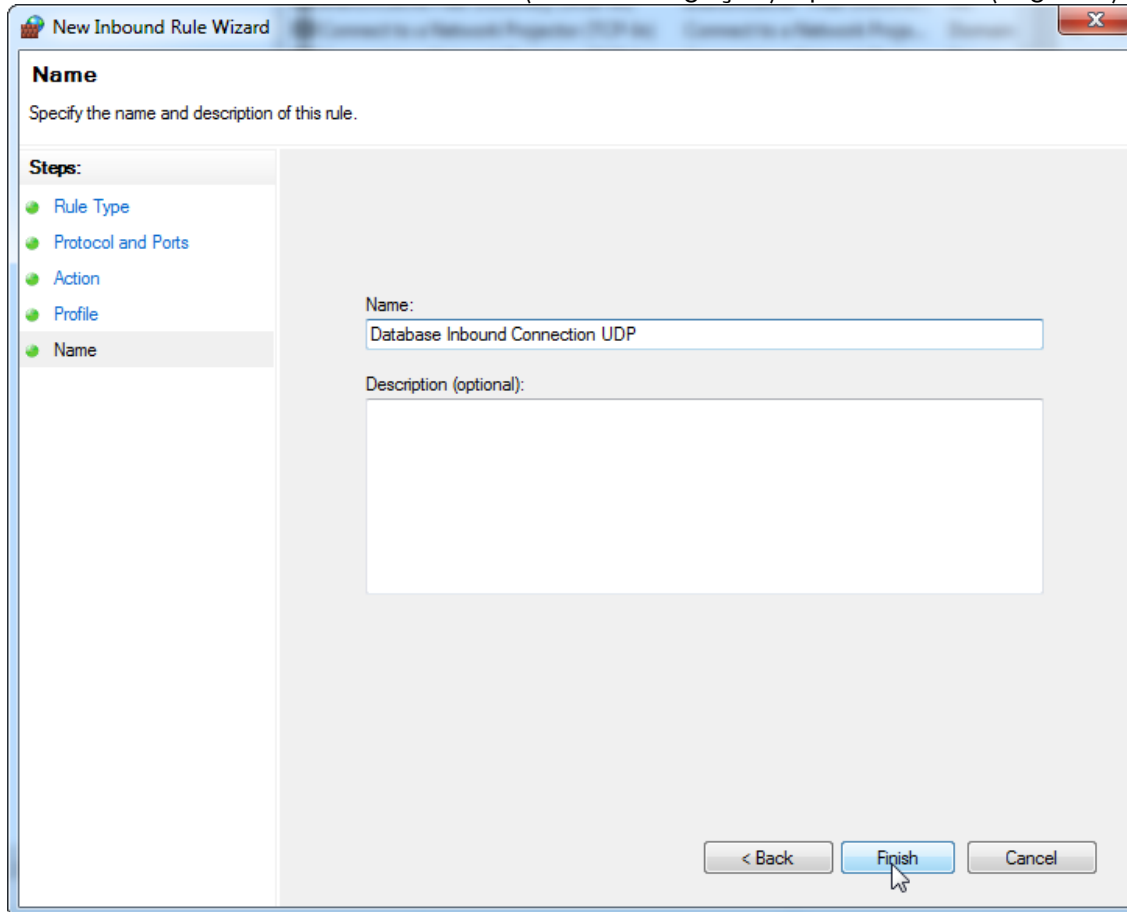 New Inbound Rule Wizard
Name
Specify the name and description of this rule.
Steps:
Rule Type
Protocol and Ports
Action
Profile
Name
Name:
Database Inbound Connection UDP
Description (optional):
< Back
Finish
Cancel